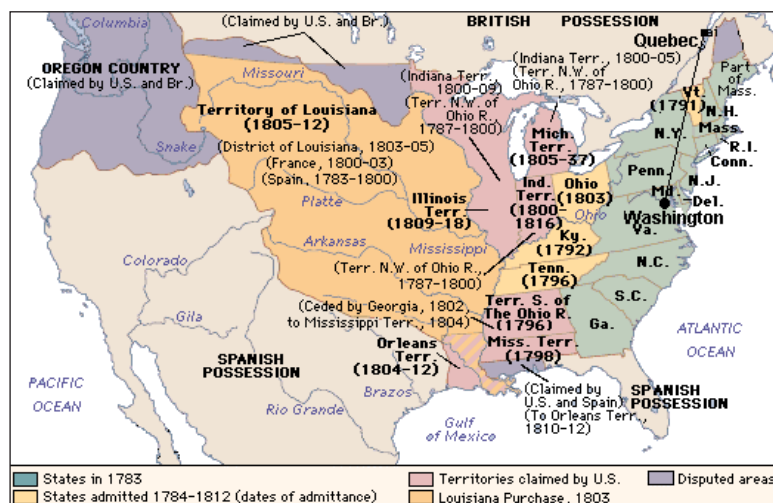 Columbia
(Claimed by U.S. and Br.)
BRITISH POSSESSION
Quebec
OREGON COUNTRY
(Claimed by U.S. and Br.)
Missouri
(Indiana Terr.,
1800-09)
(Terr. N.W. of
Ohio R.,
1787-1800)
(Indiana Terr., 1800-05)
(Terr. N.W. of
Ohio R.,
1787-1800)
Part
of
Mass.
Vt.
(1791)
N.H.
Mass.
R.I.
Conn.
N.Y.
Territory of Louisiana
(1805-12)
Snake
(District of Louisiana, 1803-05)
(France, 1800-03)
(Spain, 1783-1800)
Mich.
Terr.
(1805-37)
Penn.
N.J.
Md.
Del.
Platte
Illinois
Terr.
(1809-18)
Ind.
Terr.
(1800-
1816)
Ohio
(1803)
Ohio
Washington
Va.
Colorado
Arkansas
Mississippi
Ky.
(1792)
(Terr. N.W. of Ohio R.,
1787-1800)
Tenn.
(1796)
N.C.
S.C.
Gila
(Ceded by Georgia, 1802,
to Mississippi Terr., 1804)
Terr. S. of
The Ohio R.
(1796)
Ga.
ATLANTIC
OCEAN
SPANISH
POSSESSION
Orleans
Terr.
(1804-12)
Miss. Terr.
(1798)
PACIFIC
OCEAN
Brazos
Rio Grande
Gulf
of Mexico
(Claimed by
U.S. and Spain)
(To Orleans Terr.,
1810-12)
SPANISH
POSSESSION
States in 1783
States admitted 1784-1812 (dates of admittance)
Territories claimed by U.S.
Louisiana Purchase, 1803
Disputed areas